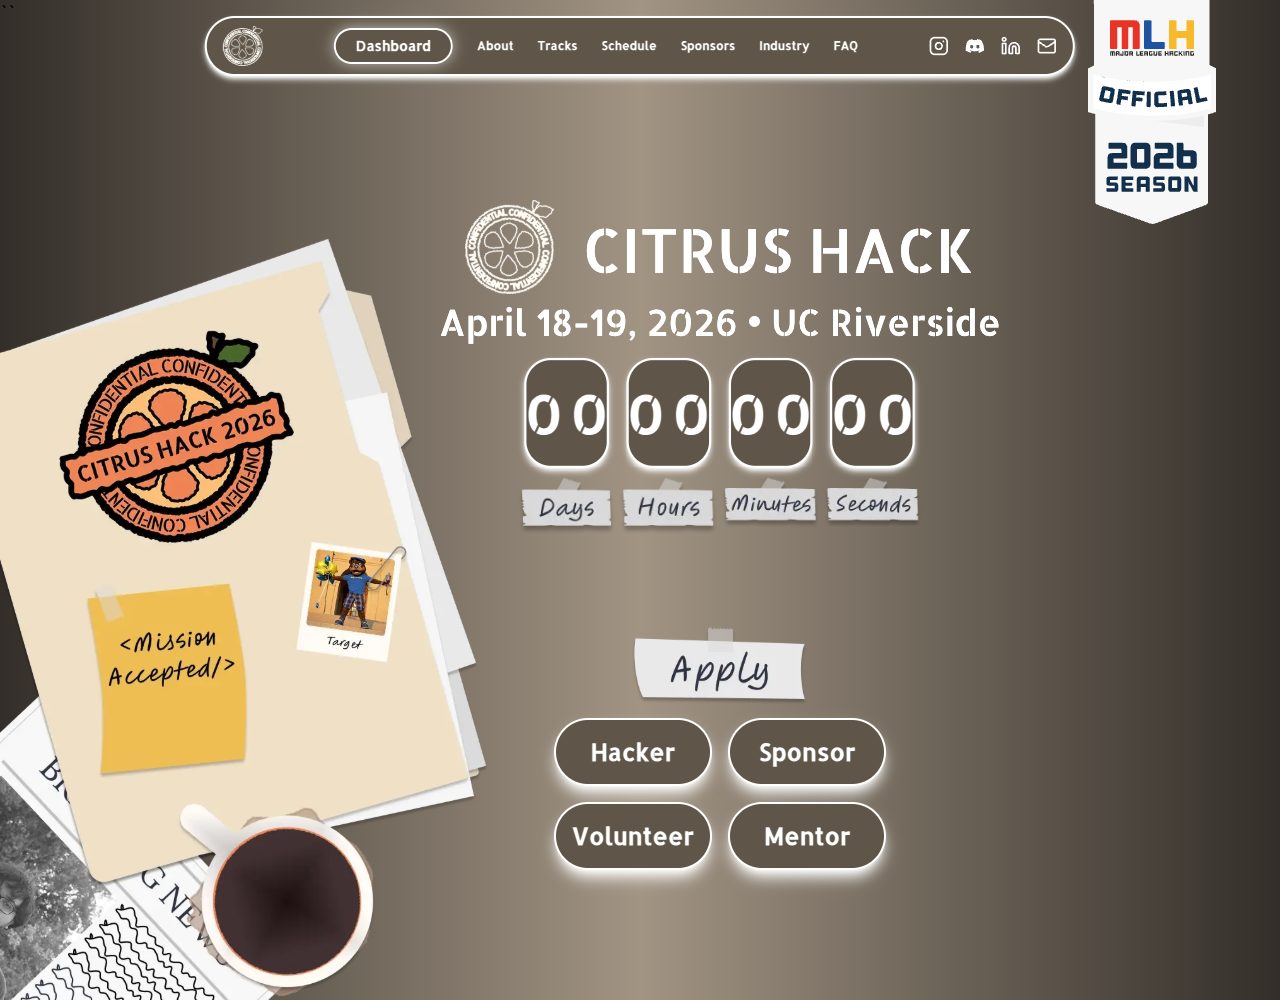 Dashboard
About
Tracks
Schedule
Sponsors
Industry
FAQ
MLH
MAJOR LEAGUE HACKING
OFFICIAL
2026
SEASON
CITRUS HACK
April 18-19, 2026 • UC Riverside
00 00 00 00
Days Hours Minutes Seconds
CONFIDENTIAL CONFIDENTIAL CONFIDENTIAL
CITRUS HACK 2026
Target
<Mission
Accepted/>
Apply
Hacker
Sponsor
Volunteer
Mentor